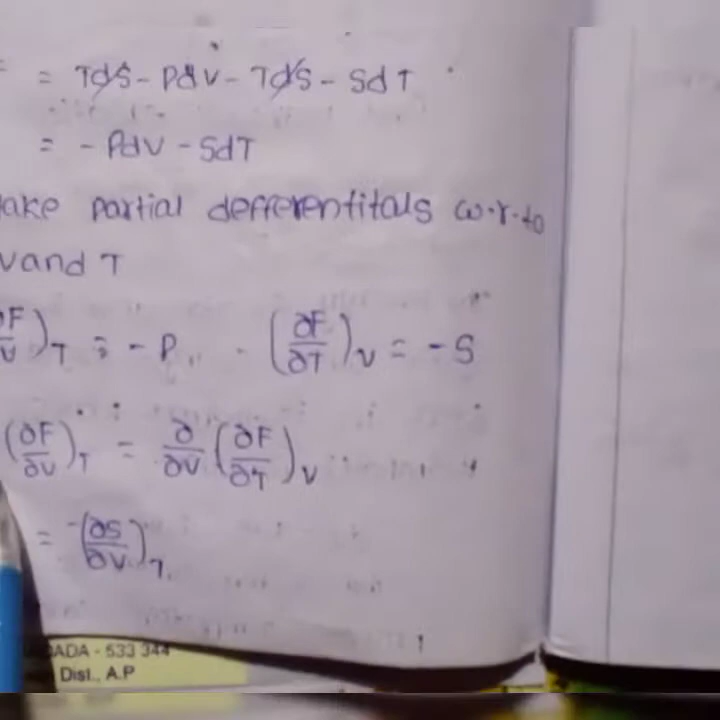 = TdS - PdV - TdS - SdT
= - PdV - SdT
ake partial defferentitals w.r.to
V and T
)T = - P, (∂F/∂T)V = - S
(∂F/∂V)T = ∂/∂V (∂F/∂T)V
= -(∂S/∂V)T.
ADA - 533 344
Dist., A.P